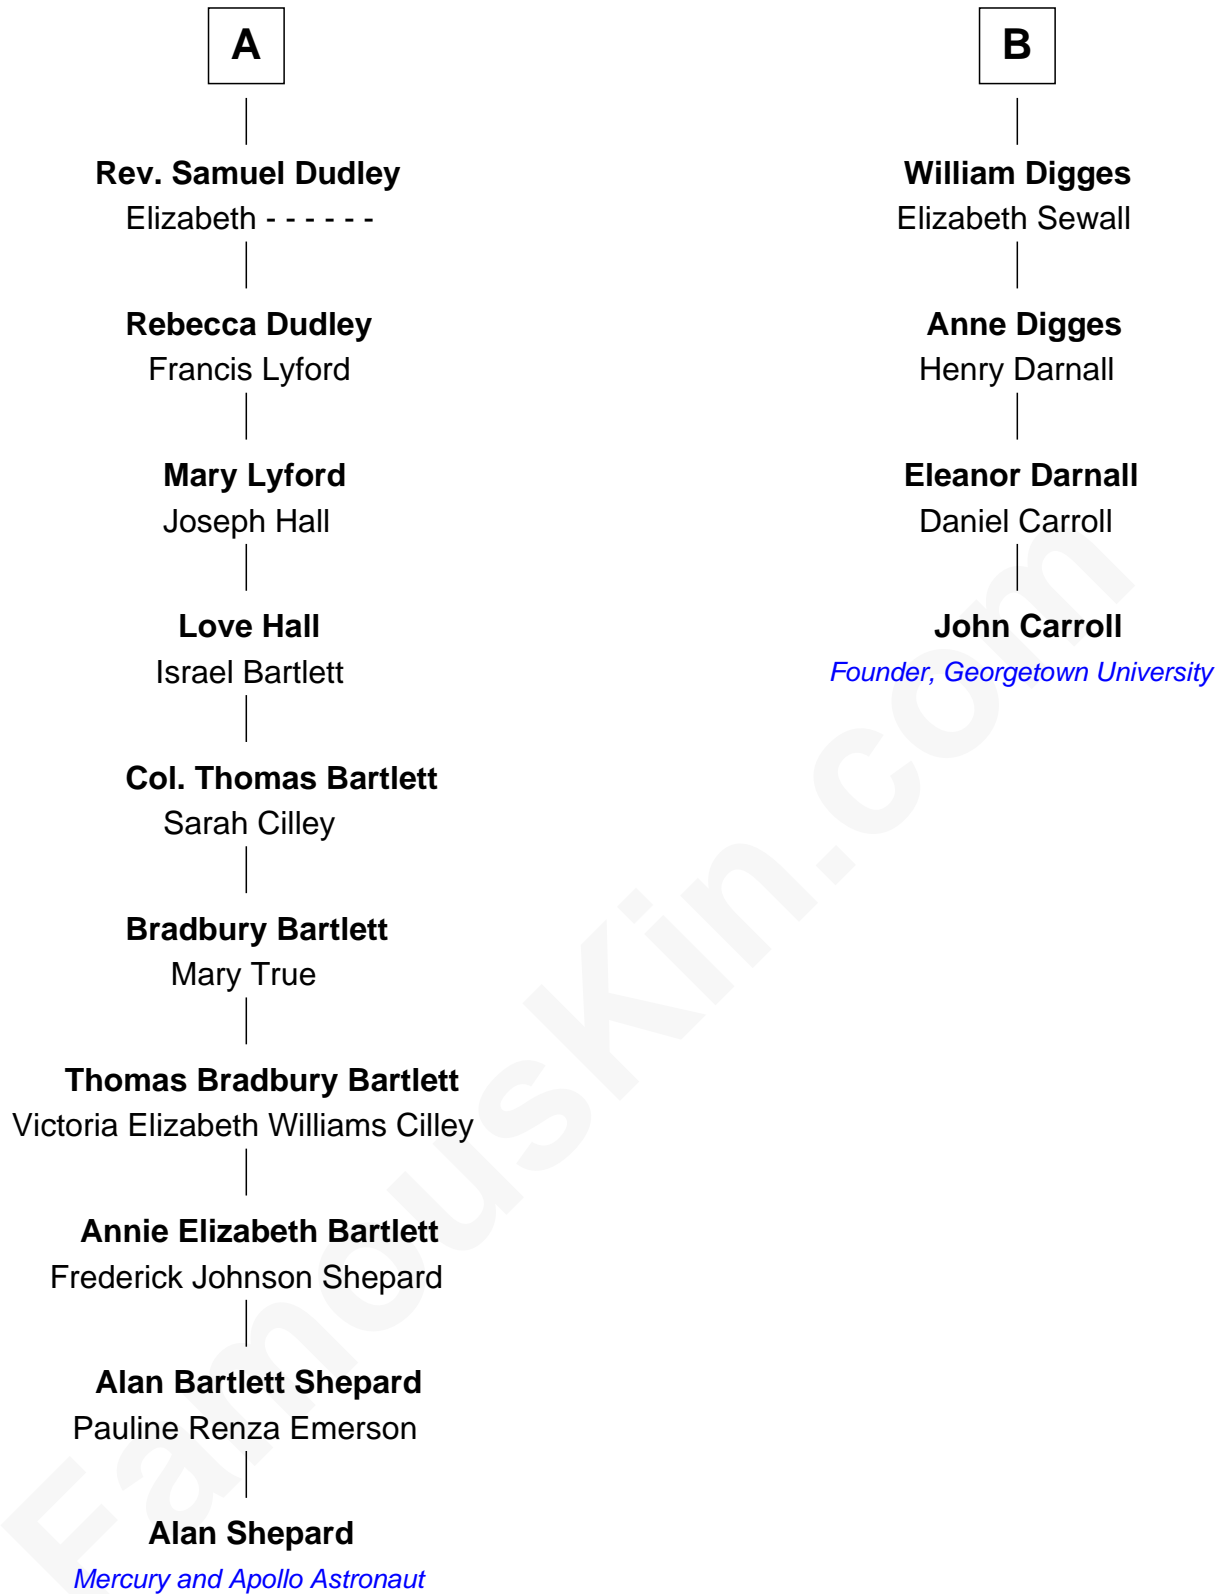 A
Rev. Samuel Dudley
Elizabeth - - - - - -
Rebecca Dudley
Francis Lyford
Mary Lyford
Joseph Hall
Love Hall
Israel Bartlett
Col. Thomas Bartlett
Sarah Cilley
Bradbury Bartlett
Mary True
Thomas Bradbury Bartlett
Victoria Elizabeth Williams Cilley
Annie Elizabeth Bartlett
Frederick Johnson Shepard
Alan Bartlett Shepard
Pauline Renza Emerson
Alan Shepard
Mercury and Apollo Astronaut
B
William Digges
Elizabeth Sewall
Anne Digges
Henry Darnall
Eleanor Darnall
Daniel Carroll
John Carroll
Founder, Georgetown University
FamousKin.com